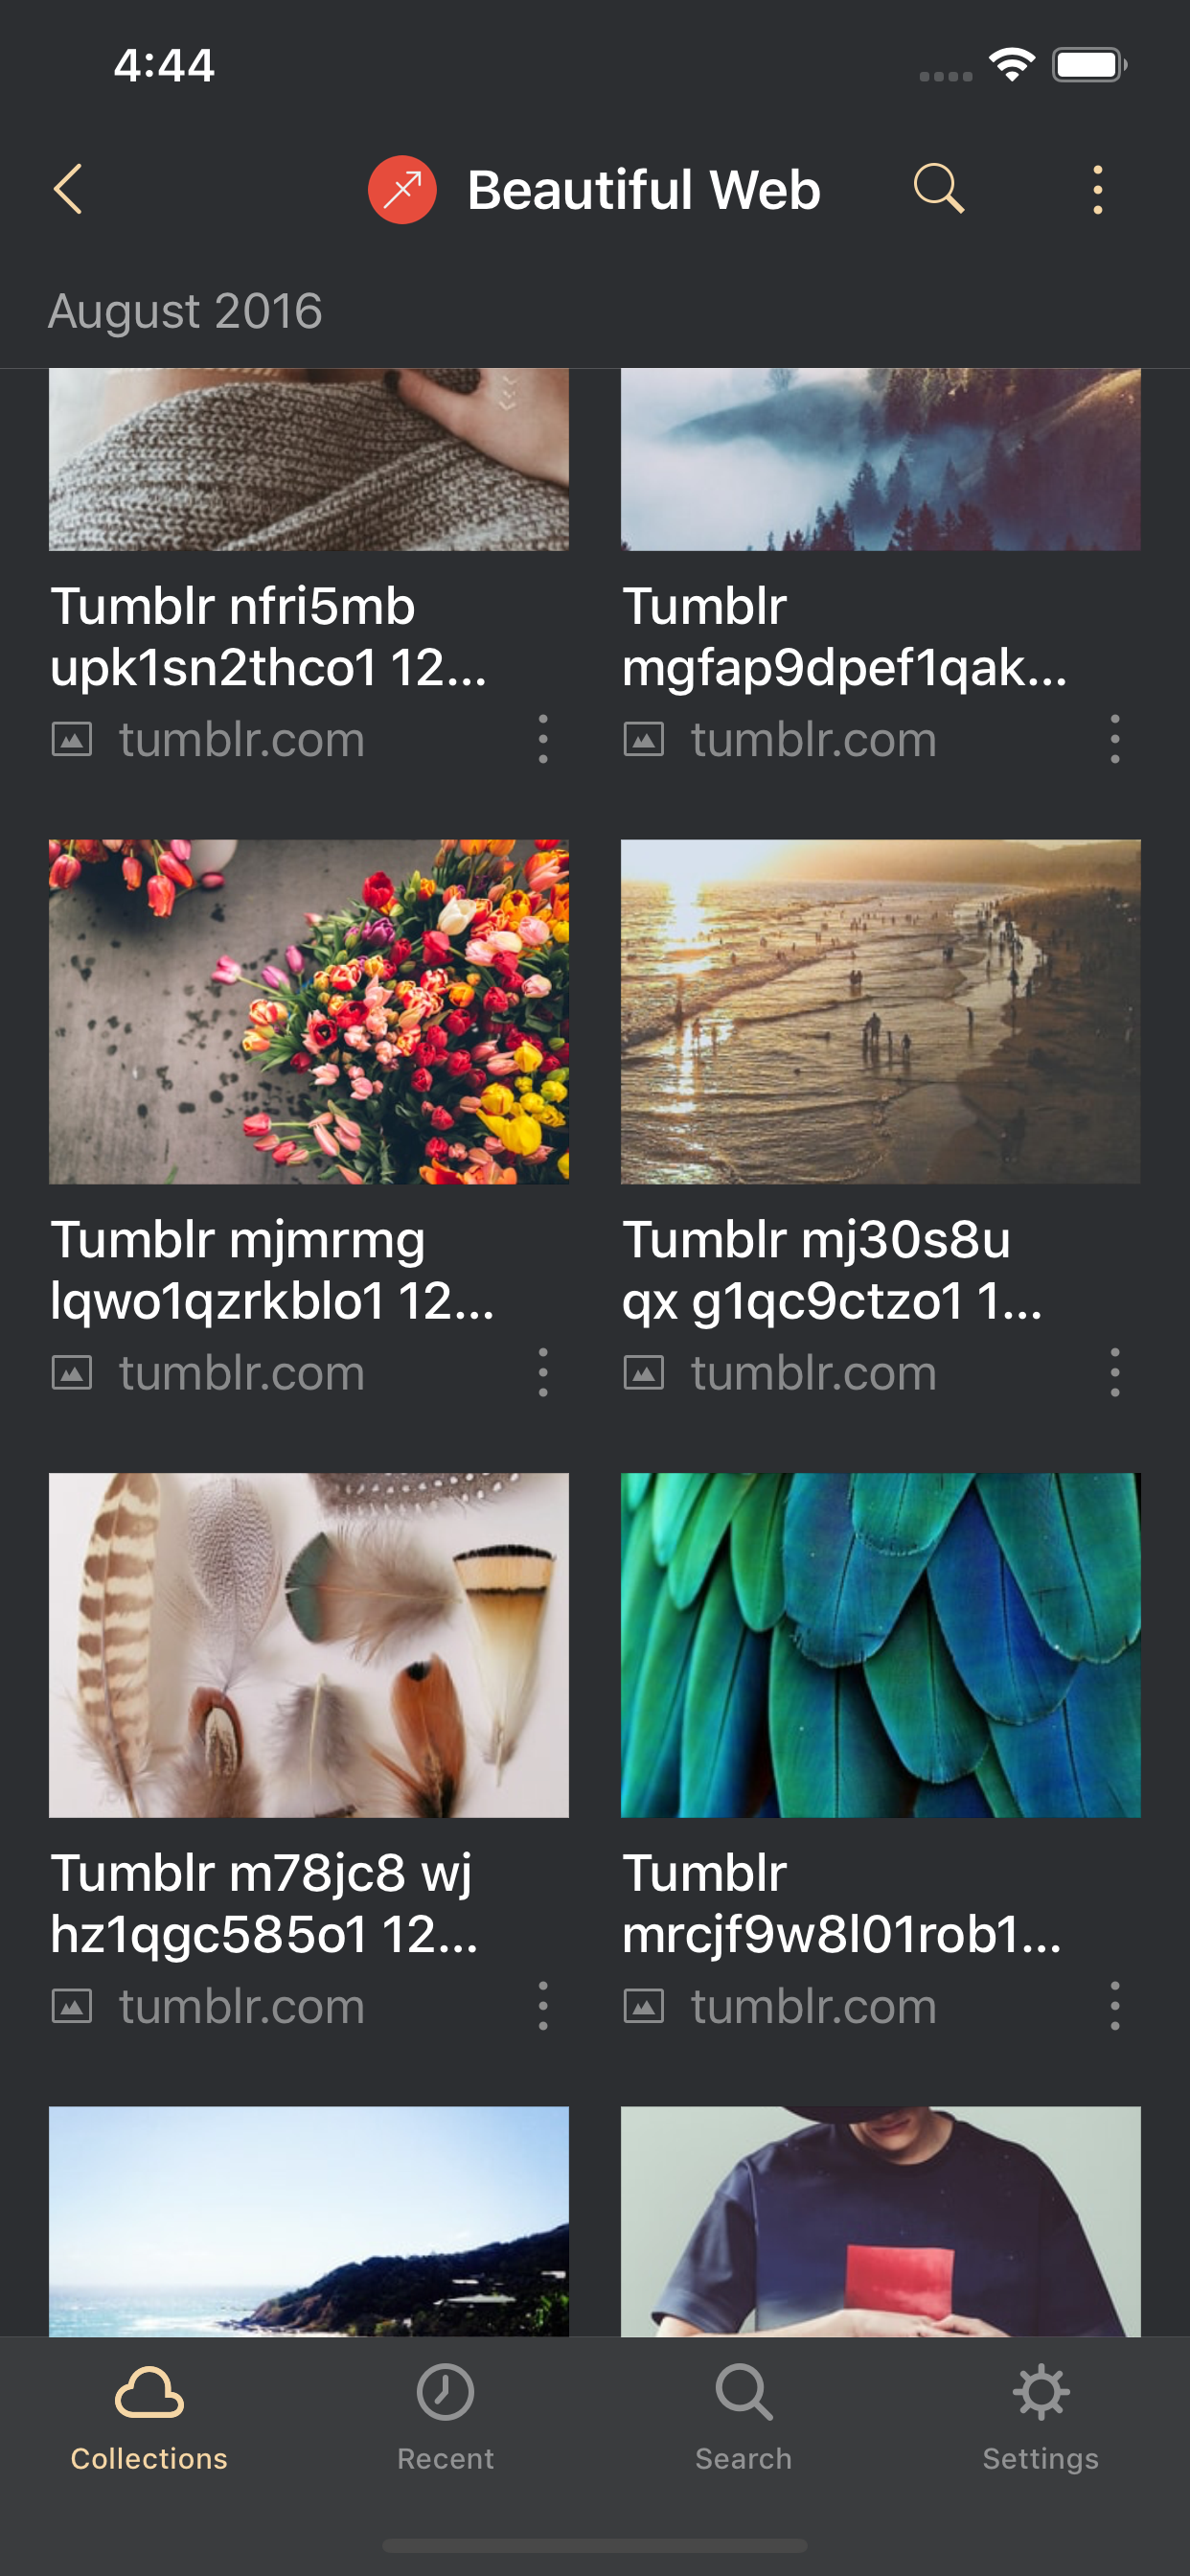 4:44
Beautiful Web
August 2016
Tumblr nfri5mb
upk1sn2thco1 12...
tumblr.com
Tumblr
mgfap9dpef1qak...
tumblr.com
Tumblr mjmrmg
lqwo1qzrkblo1 12...
tumblr.com
Tumblr mj30s8u
qx g1qc9ctzo1 1...
tumblr.com
Tumblr m78jc8 wj
hz1qgc585o1 12...
tumblr.com
Tumblr
mrcjf9w8l01rob1...
tumblr.com
Collections
Recent
Search
Settings